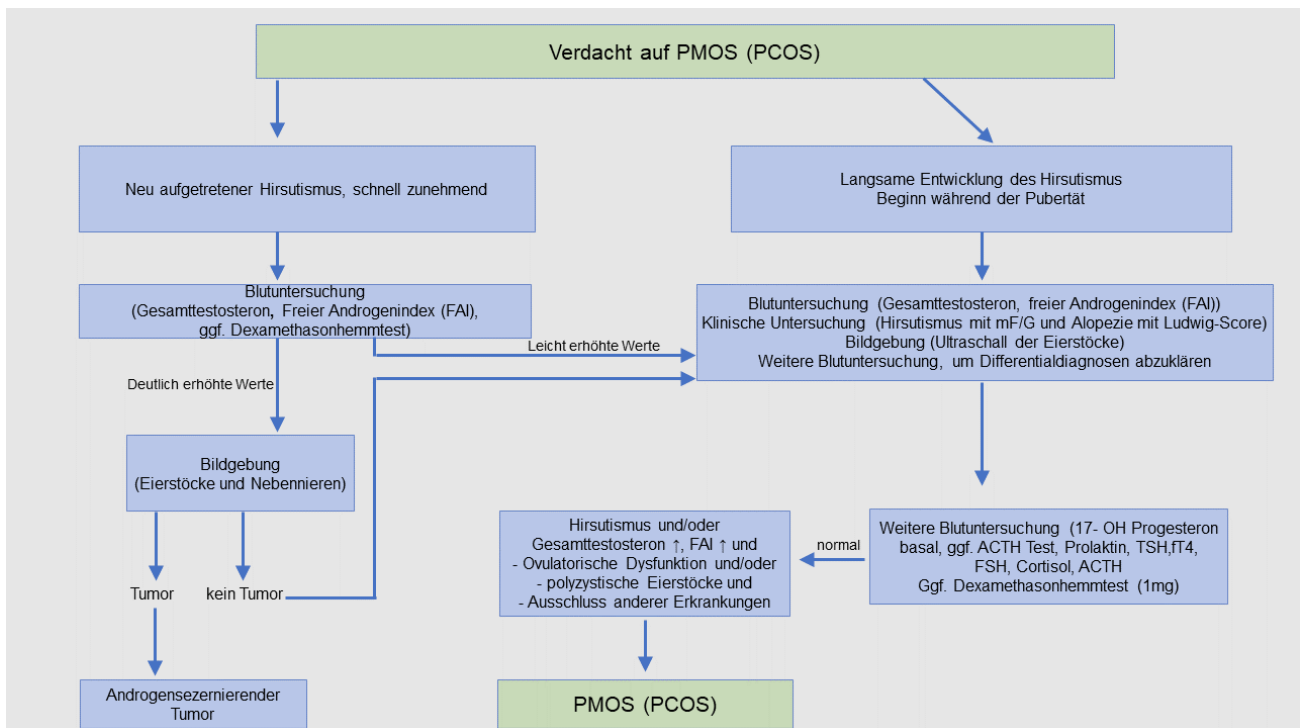 Verdacht auf PMOS (PCOS)
Neu aufgetretener Hirsutismus, schnell zunehmend
Langsame Entwicklung des Hirsutismus
Beginn während der Pubertät
Blutuntersuchung
(Gesamttestosteron, Freier Androgenindex (FAI),
ggf. Dexamethasonhemmtest)
Blutuntersuchung (Gesamttestosteron, freier Androgenindex (FAI))
Klinische Untersuchung (Hirsutismus mit mF/G und Alopezie mit Ludwig-Score)
Bildgebung (Ultraschall der Eierstöcke)
Weitere Blutuntersuchung, um Differentialdiagnosen abzuklären
Leicht erhöhte Werte
Deutlich erhöhte Werte
Bildgebung
(Eierstöcke und Nebennieren)
Hirsutismus und/oder
Gesamttestosteron ↑, FAI ↑ und
- Ovulatorische Dysfunktion und/oder
- polyzystische Eierstöcke und
- Ausschluss anderer Erkrankungen
normal
Weitere Blutuntersuchung (17- OH Progesteron
basal, ggf. ACTH Test, Prolaktin, TSH,fT4,
FSH, Cortisol, ACTH
Ggf. Dexamethasonhemmtest (1mg)
Tumor
kein Tumor
Androgensezernierender
Tumor
PMOS (PCOS)